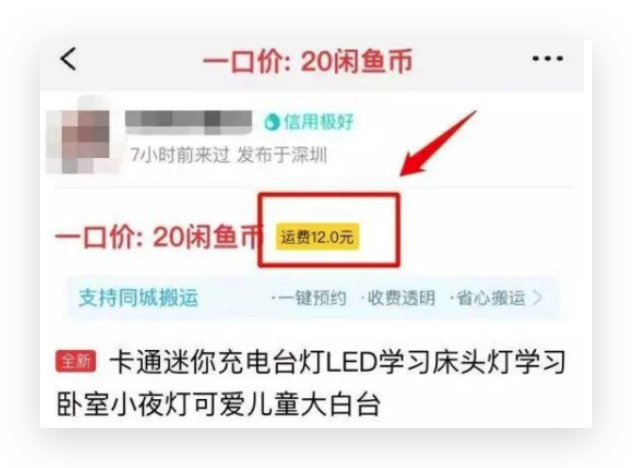 一口价: 20闲鱼币
信用极好
7小时前来过 发布于深圳
一口价: 20闲鱼币 运费12.0元
支持同城搬运 ·一键预约 ·收费透明 ·省心搬运
全新 卡通迷你充电台灯LED学习床头灯学习
卧室小夜灯可爱儿童大白台